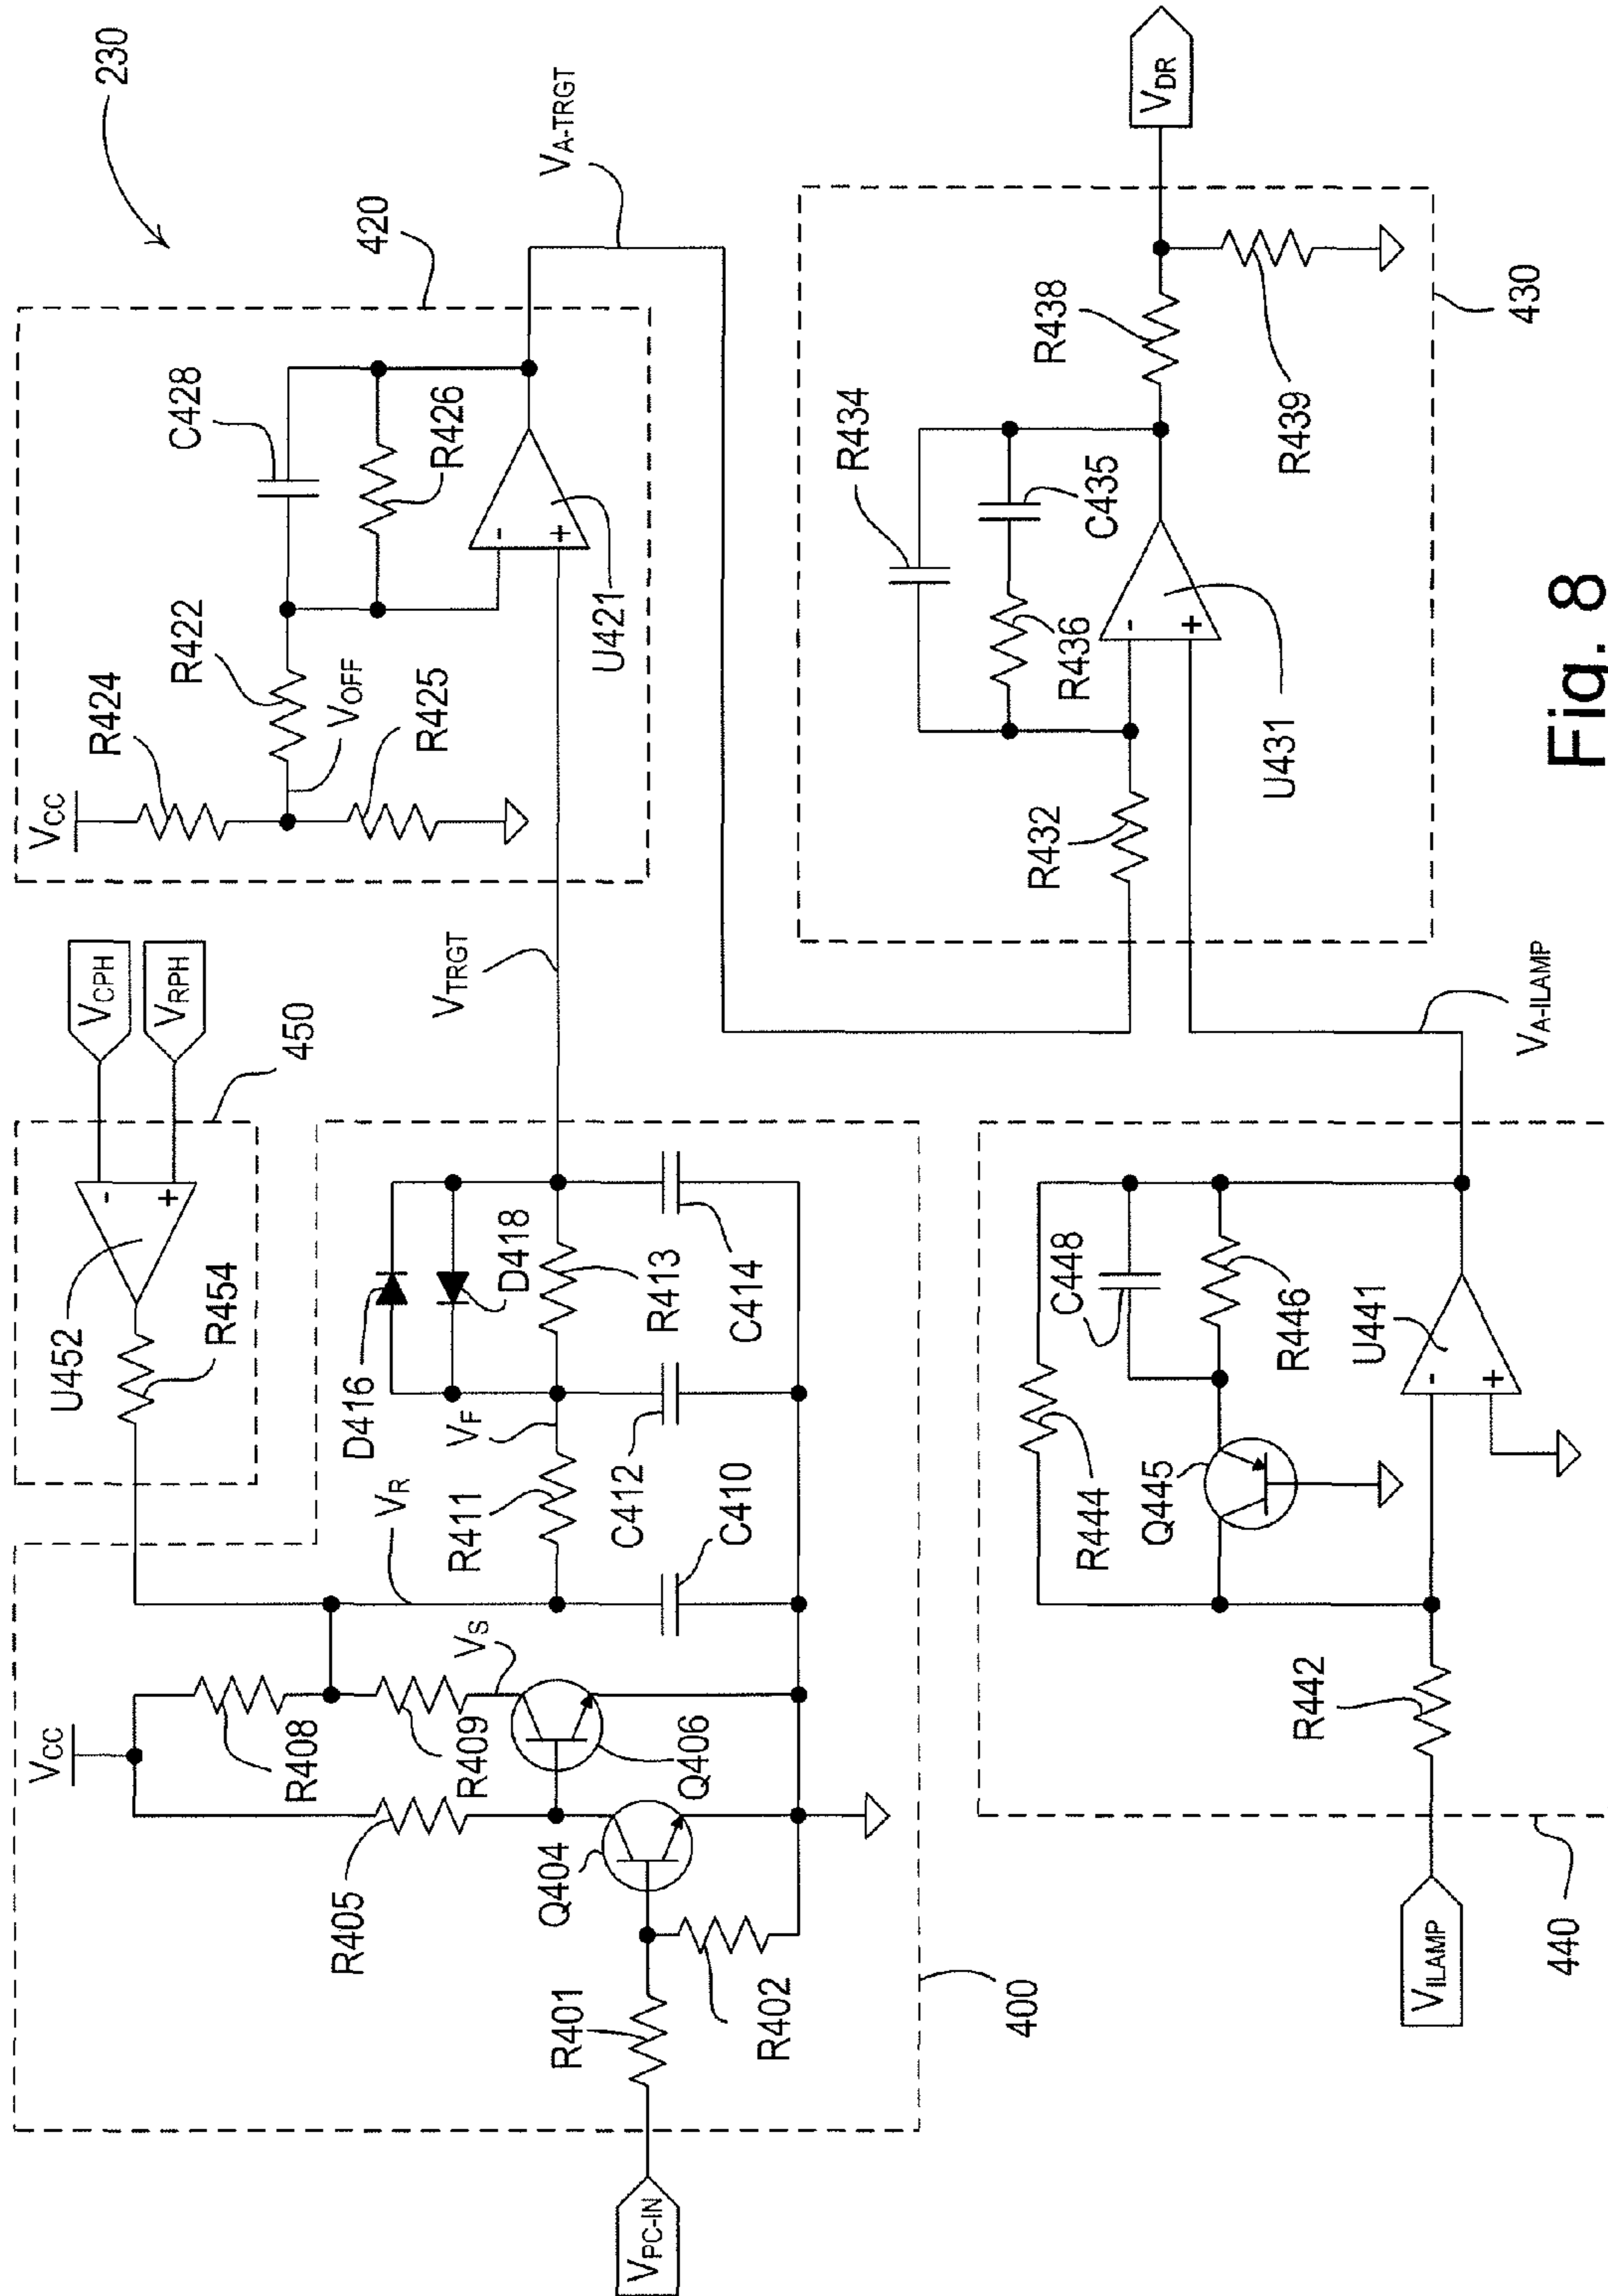 230
VCC
R424
R422
VOFF
R425
C428
R426
U421
420
VA-TRGT
VTRGT
VCPH
VRPH
450
U452
R454
VCC
R408
R405
R409
VS
VR
Q404
Q406
R401
R402
400
VPC-IN
D416
D418
VF
R411
R413
C412
C410
C414
R434
C435
R436
R432
U431
R438
R439
VDR
430
VA-ILAMP
R444
C448
Q445
R446
U441
R442
VILAMP
440
-
+
-
+
-
+
-
+
Fig. 8